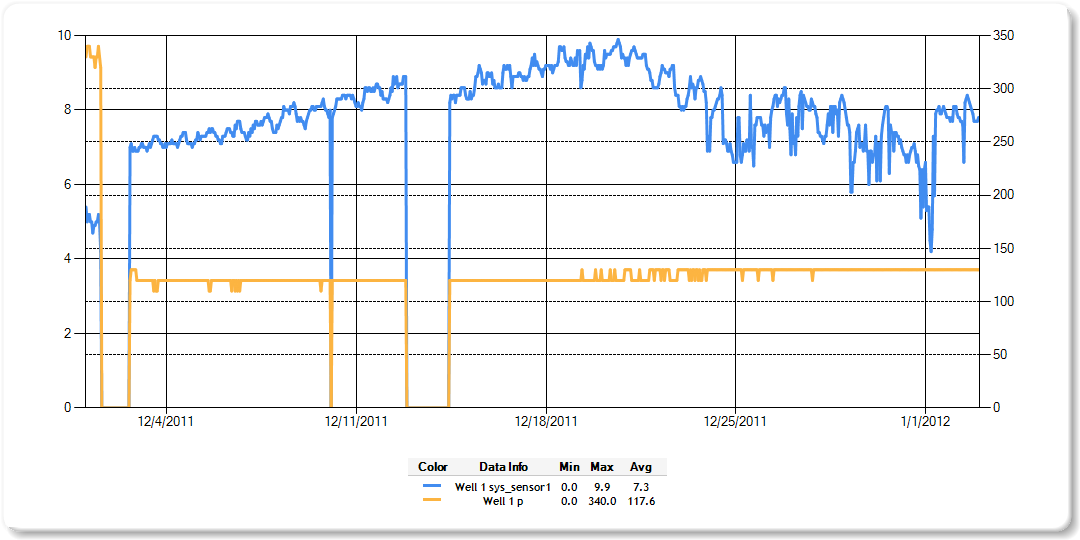 10 350
300
8
250
6 200
4 150
100
2
50
0 0
12/4/2011 12/11/2011 12/18/2011 12/25/2011 1/1/2012
Color Data Info Min Max Avg
Well 1 sys_sensor1 0.0 9.9 7.3
Well 1 p 0.0 340.0 117.6